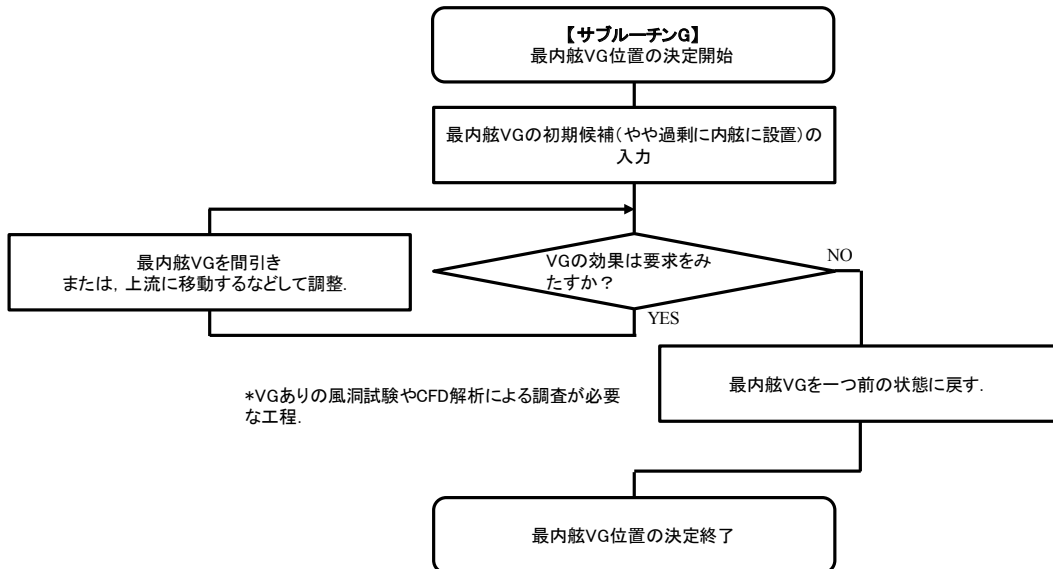 【サブルーチンG】
最内舷VG位置の決定開始
最内舷VGの初期候補（やや過剰に内舷に設置）の
入力
最内舷VGを間引き
または，上流に移動するなどして調整．
VGの効果は要求をみ
たすか？
NO
YES
最内舷VGを一つ前の状態に戻す．
*VGありの風洞試験やCFD解析による調査が必要
な工程．
最内舷VG位置の決定終了